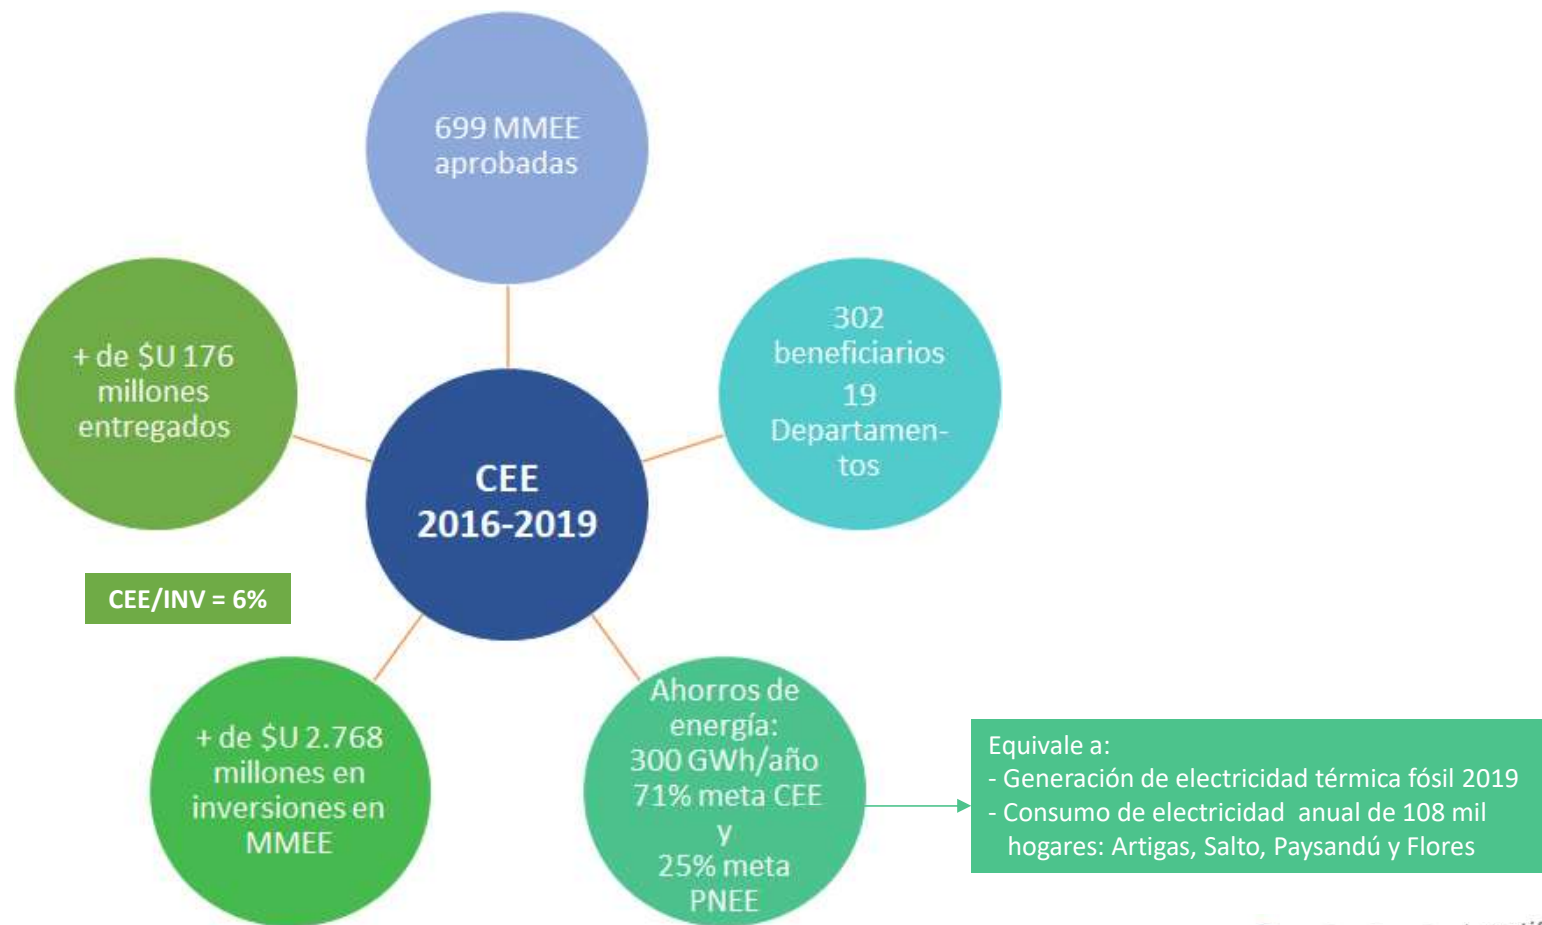 699 MMEE
aprobadas
302
beneficiarios
19
Departamen-
tos
+ de $U 176
millones
entregados
CEE
2016-2019
CEE/INV = 6%
+ de $U 2.768
millones en
inversiones en
MMEE
Ahorros de
energía:
300 GWh/año
71% meta CEE
y
25% meta
PNEE
Equivale a:
- Generación de electricidad térmica fósil 2019
- Consumo de electricidad anual de 108 mil
hogares: Artigas, Salto, Paysandú y Flores